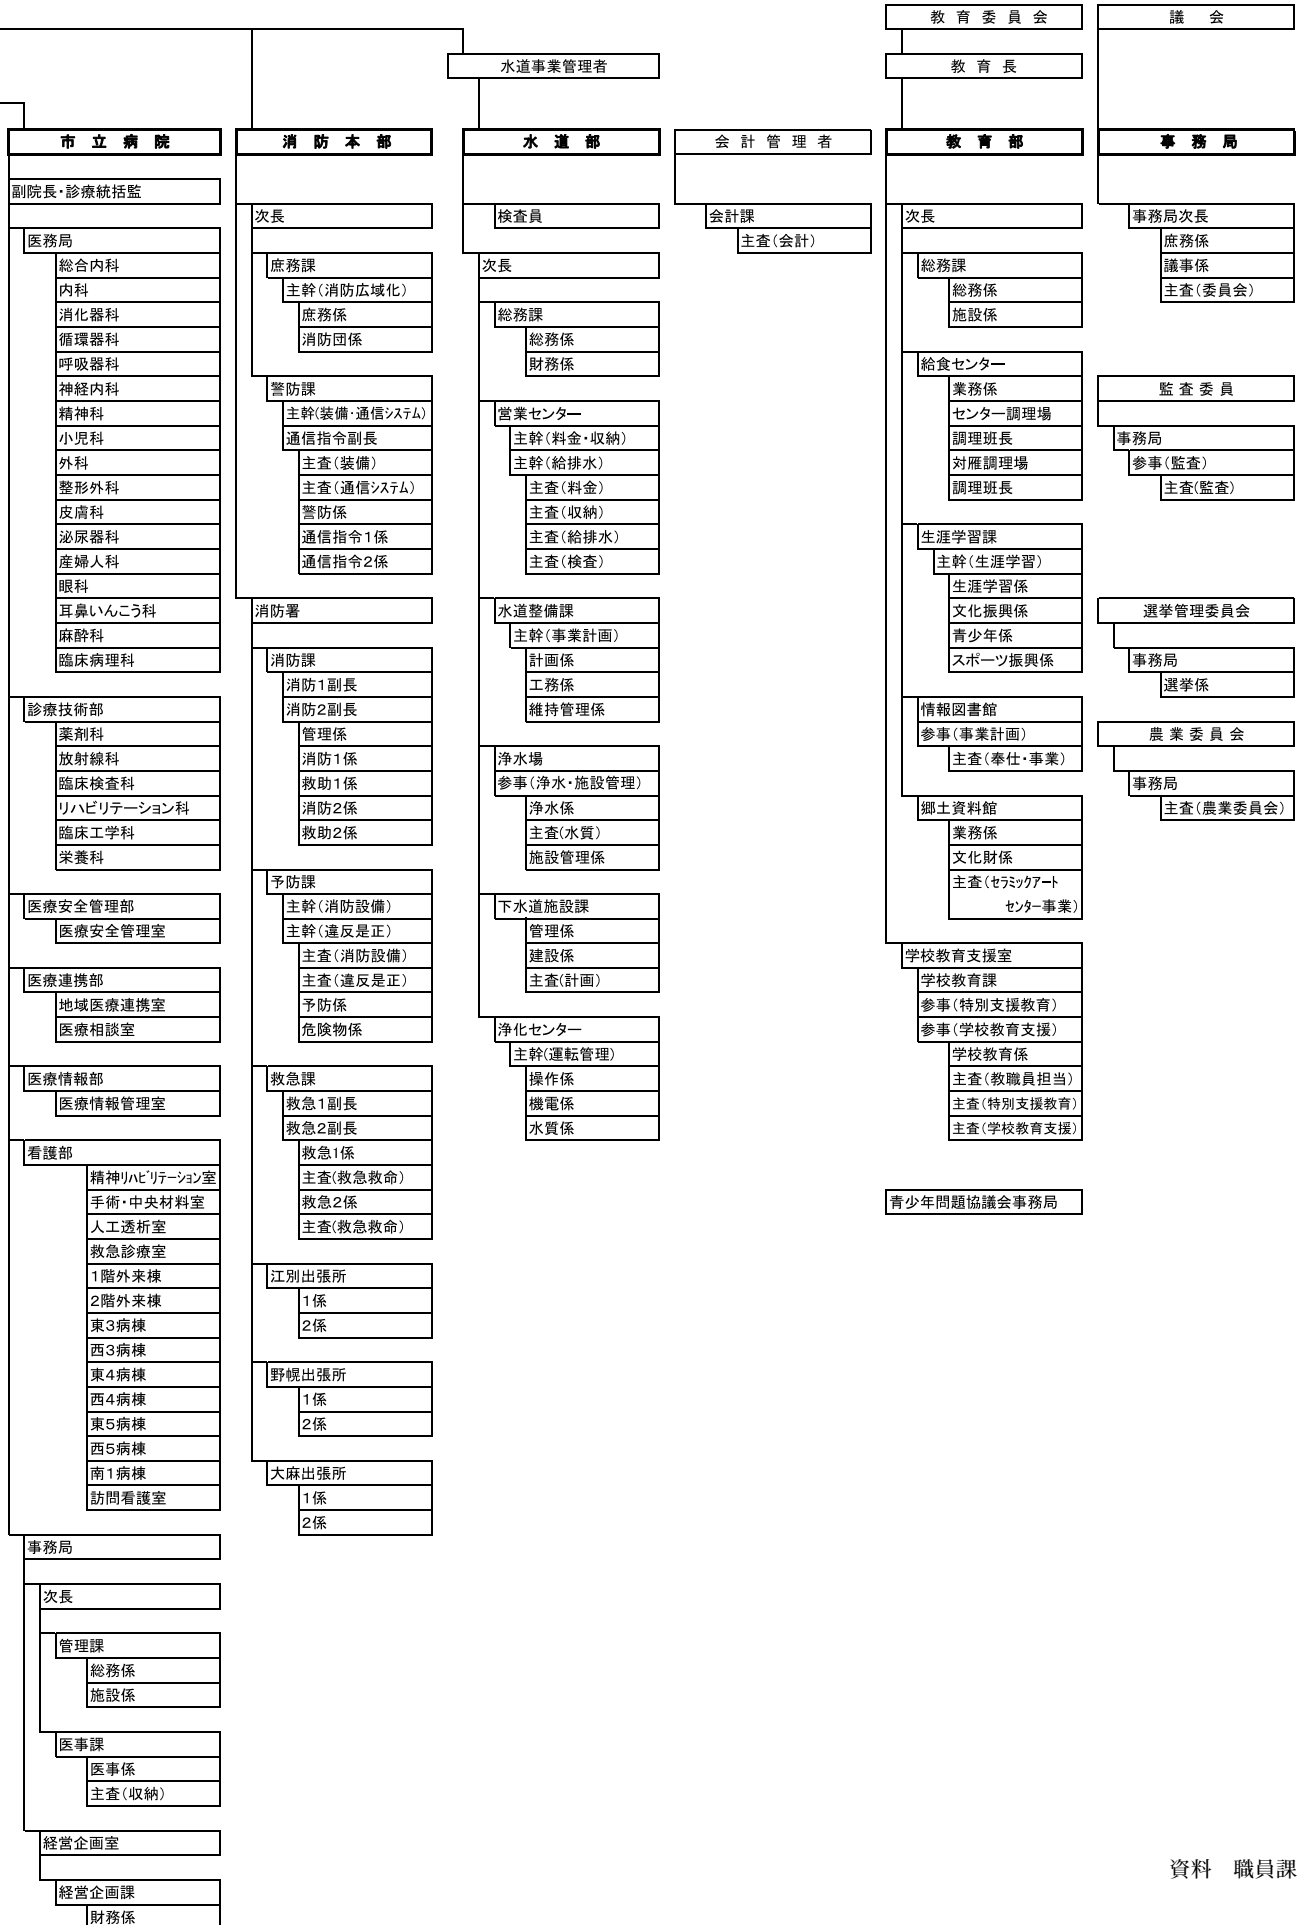 教 育 委 員 会
議　会
水道事業管理者
教 育 長
市 立 病 院
副院長・診療統括監
医務局
総合内科
内科
消化器科
循環器科
呼吸器科
神経内科
精神科
小児科
外科
整形外科
皮膚科
泌尿器科
産婦人科
眼科
耳鼻いんこう科
麻酔科
臨床病理科
診療技術部
薬剤科
放射線科
臨床検査科
リハビリテーション科
臨床工学科
栄養科
医療安全管理部
医療安全管理室
医療連携部
地域医療連携室
医療相談室
医療情報部
医療情報管理室
看護部
精神ﾘﾊﾋﾞﾘﾃｰｼｮﾝ室
手術・中央材料室
人工透析室
救急診療室
1階外来棟
2階外来棟
東3病棟
西3病棟
東4病棟
西4病棟
東5病棟
西5病棟
南1病棟
訪問看護室
事務局
次長
管理課
総務係
施設係
医事課
医事係
主査(収納)
経営企画室
経営企画課
財務係
消 防 本 部
次長
庶務課
主幹(消防広域化)
庶務係
消防団係
警防課
主幹(装備・通信ｼｽﾃﾑ)
通信指令副長
主査(装備)
主査(通信ｼｽﾃﾑ)
警防係
通信指令1係
通信指令2係
消防署
消防課
消防1副長
消防2副長
管理係
消防1係
救助1係
消防2係
救助2係
予防課
主幹(消防設備)
主幹(違反是正)
主査(消防設備)
主査(違反是正)
予防係
危険物係
救急課
救急1副長
救急2副長
救急1係
主査(救急救命)
救急2係
主査(救急救命)
江別出張所
1係
2係
野幌出張所
1係
2係
大麻出張所
1係
2係
水 道 部
検査員
次長
総務課
総務係
財務係
営業センター
主幹(料金・収納)
主幹(給排水)
主査(料金)
主査(収納)
主査(給排水)
主査(検査)
水道整備課
主幹(事業計画)
計画係
工務係
維持管理係
浄水場
参事(浄水・施設管理)
浄水係
主査(水質)
施設管理係
下水道施設課
管理係
建設係
主査(計画)
浄化センター
主幹(運転管理)
操作係
機電係
水質係
会 計 管 理 者
会計課
主査(会計)
教 育 部
次長
総務課
総務係
施設係
給食センター
業務係
センター調理場
調理班長
対雁調理場
調理班長
生涯学習課
主幹(生涯学習)
生涯学習係
文化振興係
青少年係
スポーツ振興係
情報図書館
参事(事業計画)
主査(奉仕・事業)
郷土資料館
業務係
文化財係
主査(ｾﾗﾐｯｸｱｰﾄ
ｾﾝﾀｰ事業)
学校教育支援室
学校教育課
参事(特別支援教育)
参事(学校教育支援)
学校教育係
主査(教職員担当)
主査(特別支援教育)
主査(学校教育支援)
青少年問題協議会事務局
事 務 局
事務局次長
庶務係
議事係
主査(委員会)
監 査 委 員
事務局
参事(監査)
主査(監査)
選挙管理委員会
事務局
選挙係
農 業 委 員 会
事務局
主査(農業委員会)
資料　職員課